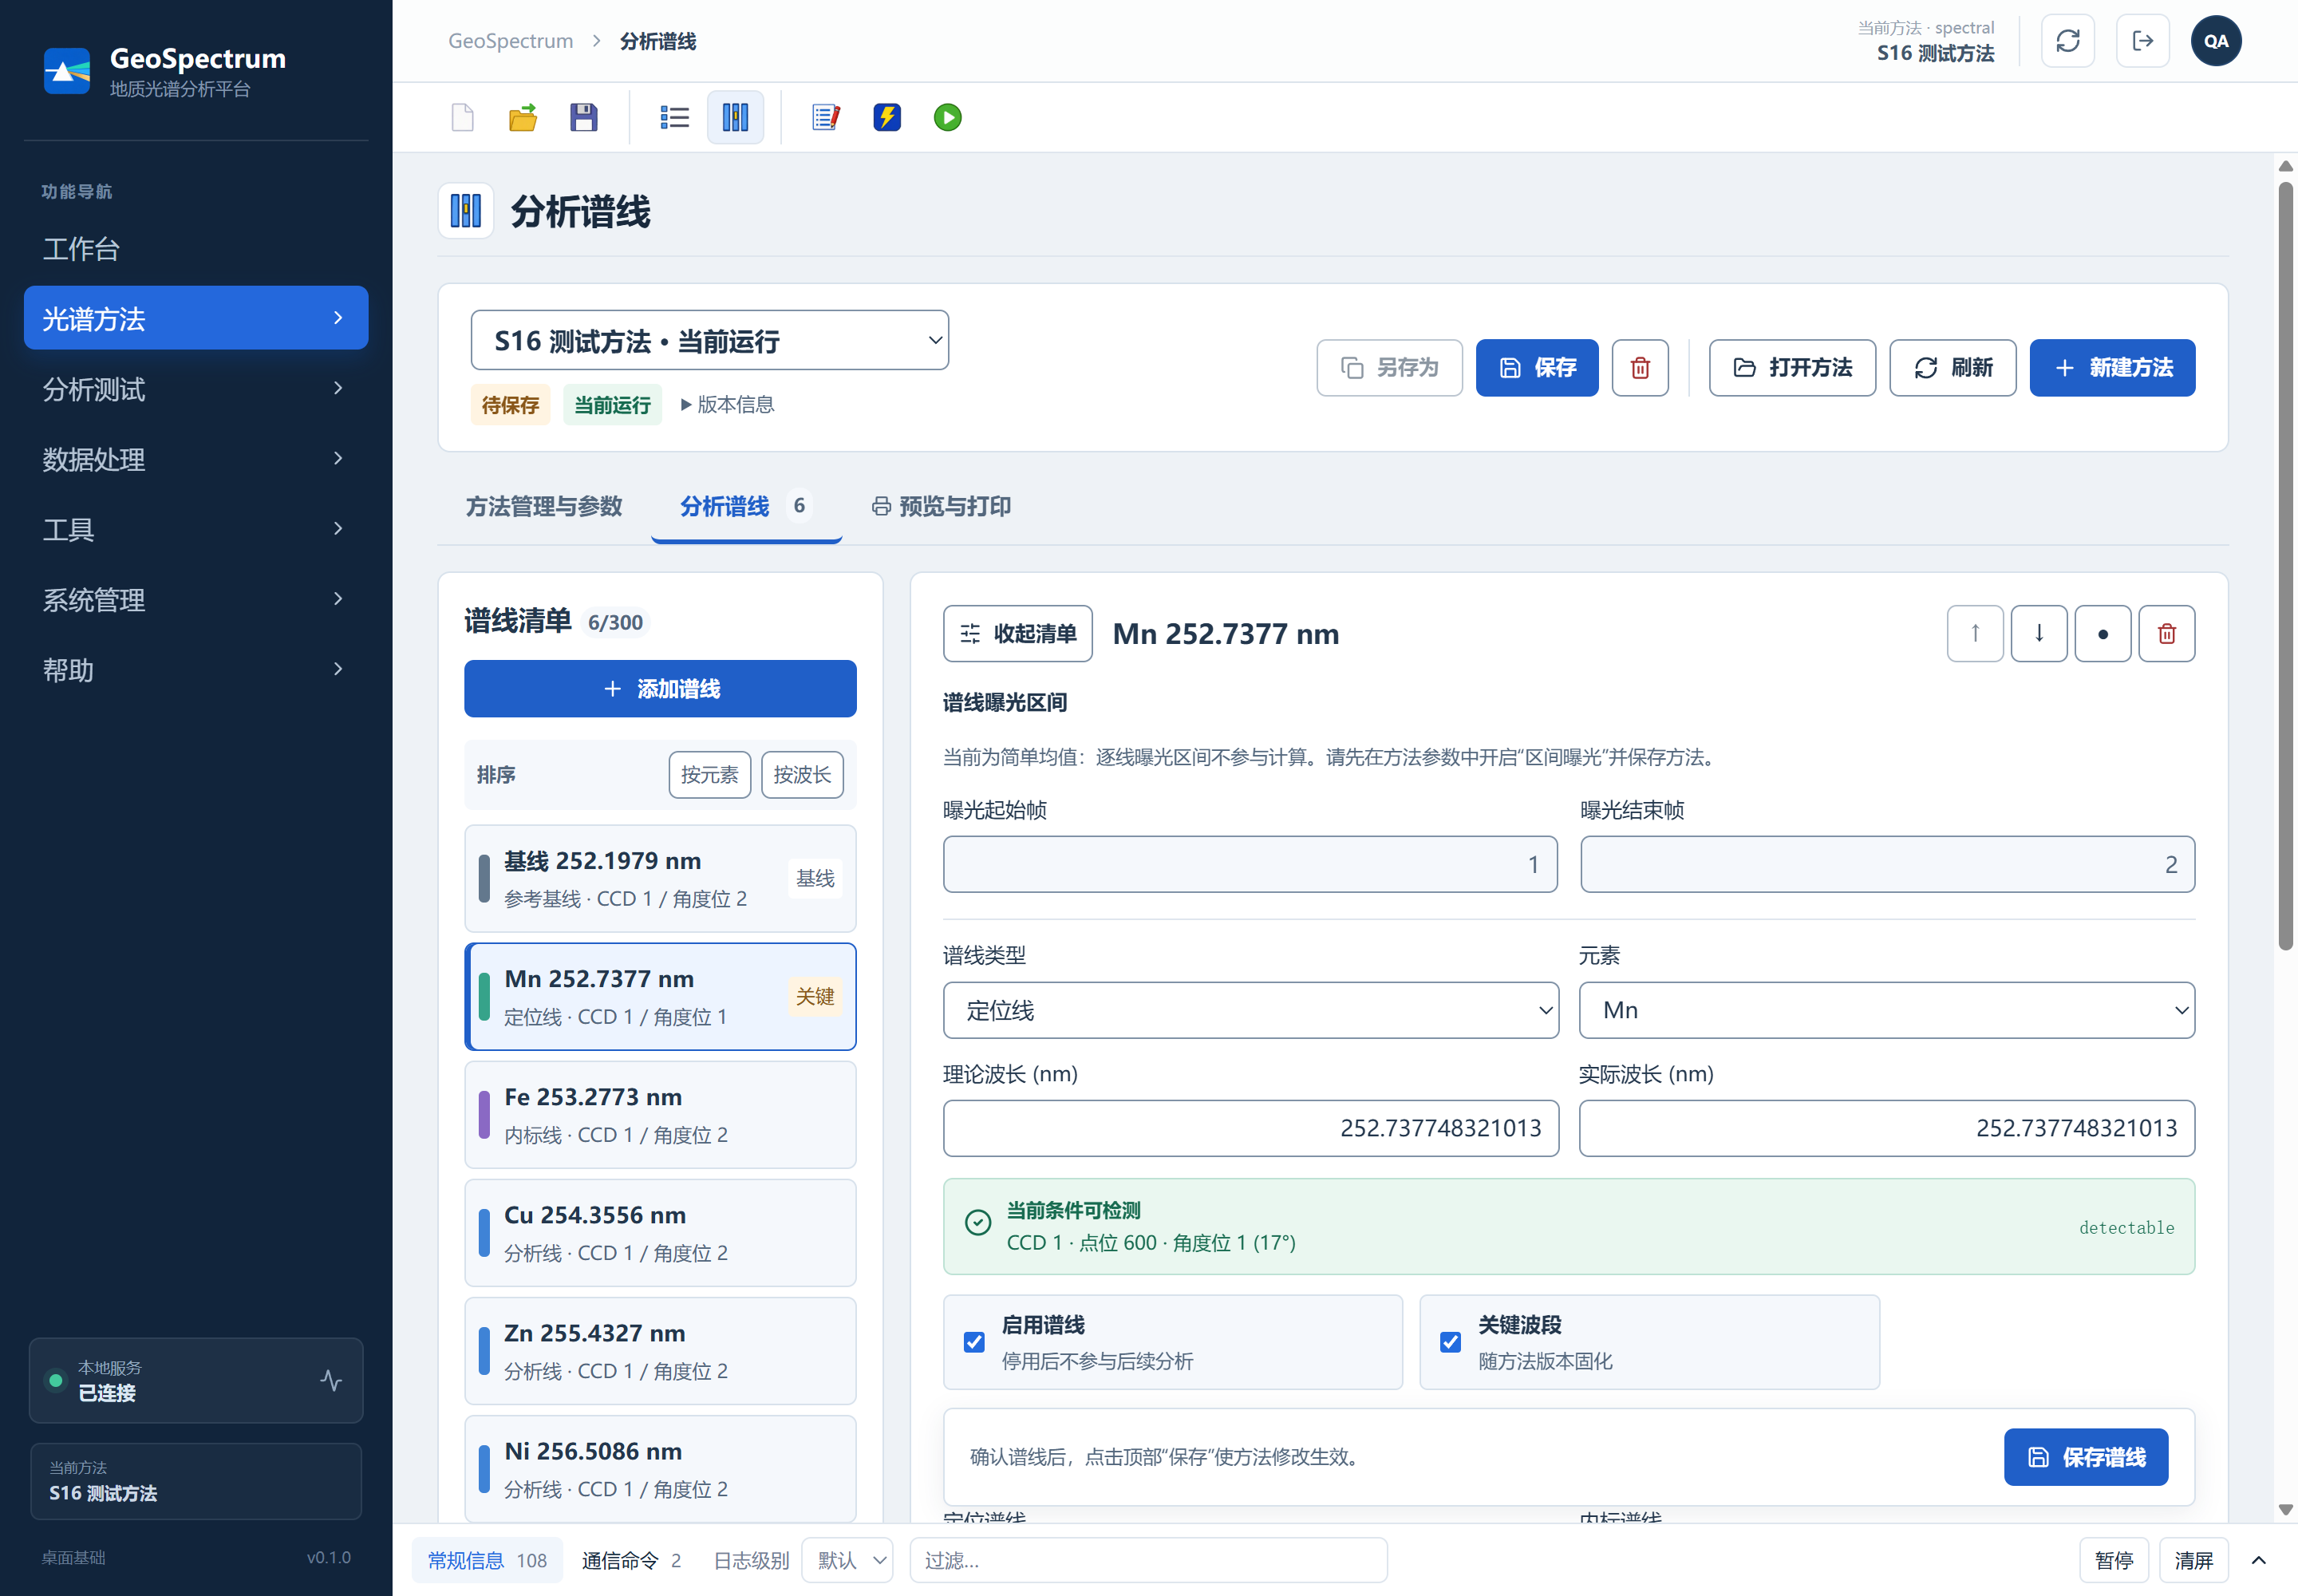 GeoSpectrum
地质光谱分析平台
功能导航
工作台
光谱方法
分析测试
数据处理
工具
系统管理
帮助
本地服务
已连接
当前方法
S16 测试方法
桌面基础
v0.1.0
GeoSpectrum
分析谱线
当前方法 · spectral
S16 测试方法
QA
分析谱线
S16 测试方法 • 当前运行
待保存
当前运行
版本信息
另存为
保存
打开方法
刷新
新建方法
方法管理与参数
分析谱线 6
预览与打印
谱线清单 6/300
添加谱线
排序
按元素
按波长
基线 252.1979 nm
参考基线 · CCD 1 / 角度位 2
基线
Mn 252.7377 nm
定位线 · CCD 1 / 角度位 1
关键
Fe 253.2773 nm
内标线 · CCD 1 / 角度位 2
Cu 254.3556 nm
分析线 · CCD 1 / 角度位 2
Zn 255.4327 nm
分析线 · CCD 1 / 角度位 2
Ni 256.5086 nm
分析线 · CCD 1 / 角度位 2
收起清单
Mn 252.7377 nm
谱线曝光区间
当前为简单均值：逐线曝光区间不参与计算。请先在方法参数中开启“区间曝光”并保存方法。
曝光起始帧
曝光结束帧
1
2
谱线类型
元素
定位线
Mn
理论波长 (nm)
实际波长 (nm)
252.737748321013
252.737748321013
当前条件可检测
CCD 1 · 点位 600 · 角度位 1 (17°)
detectable
启用谱线
停用后不参与后续分析
关键波段
随方法版本固化
确认谱线后，点击顶部“保存”使方法修改生效。
保存谱线
定位谱线
内标谱线
常规信息 108
通信命令 2
日志级别
默认
过滤...
暂停
清屏